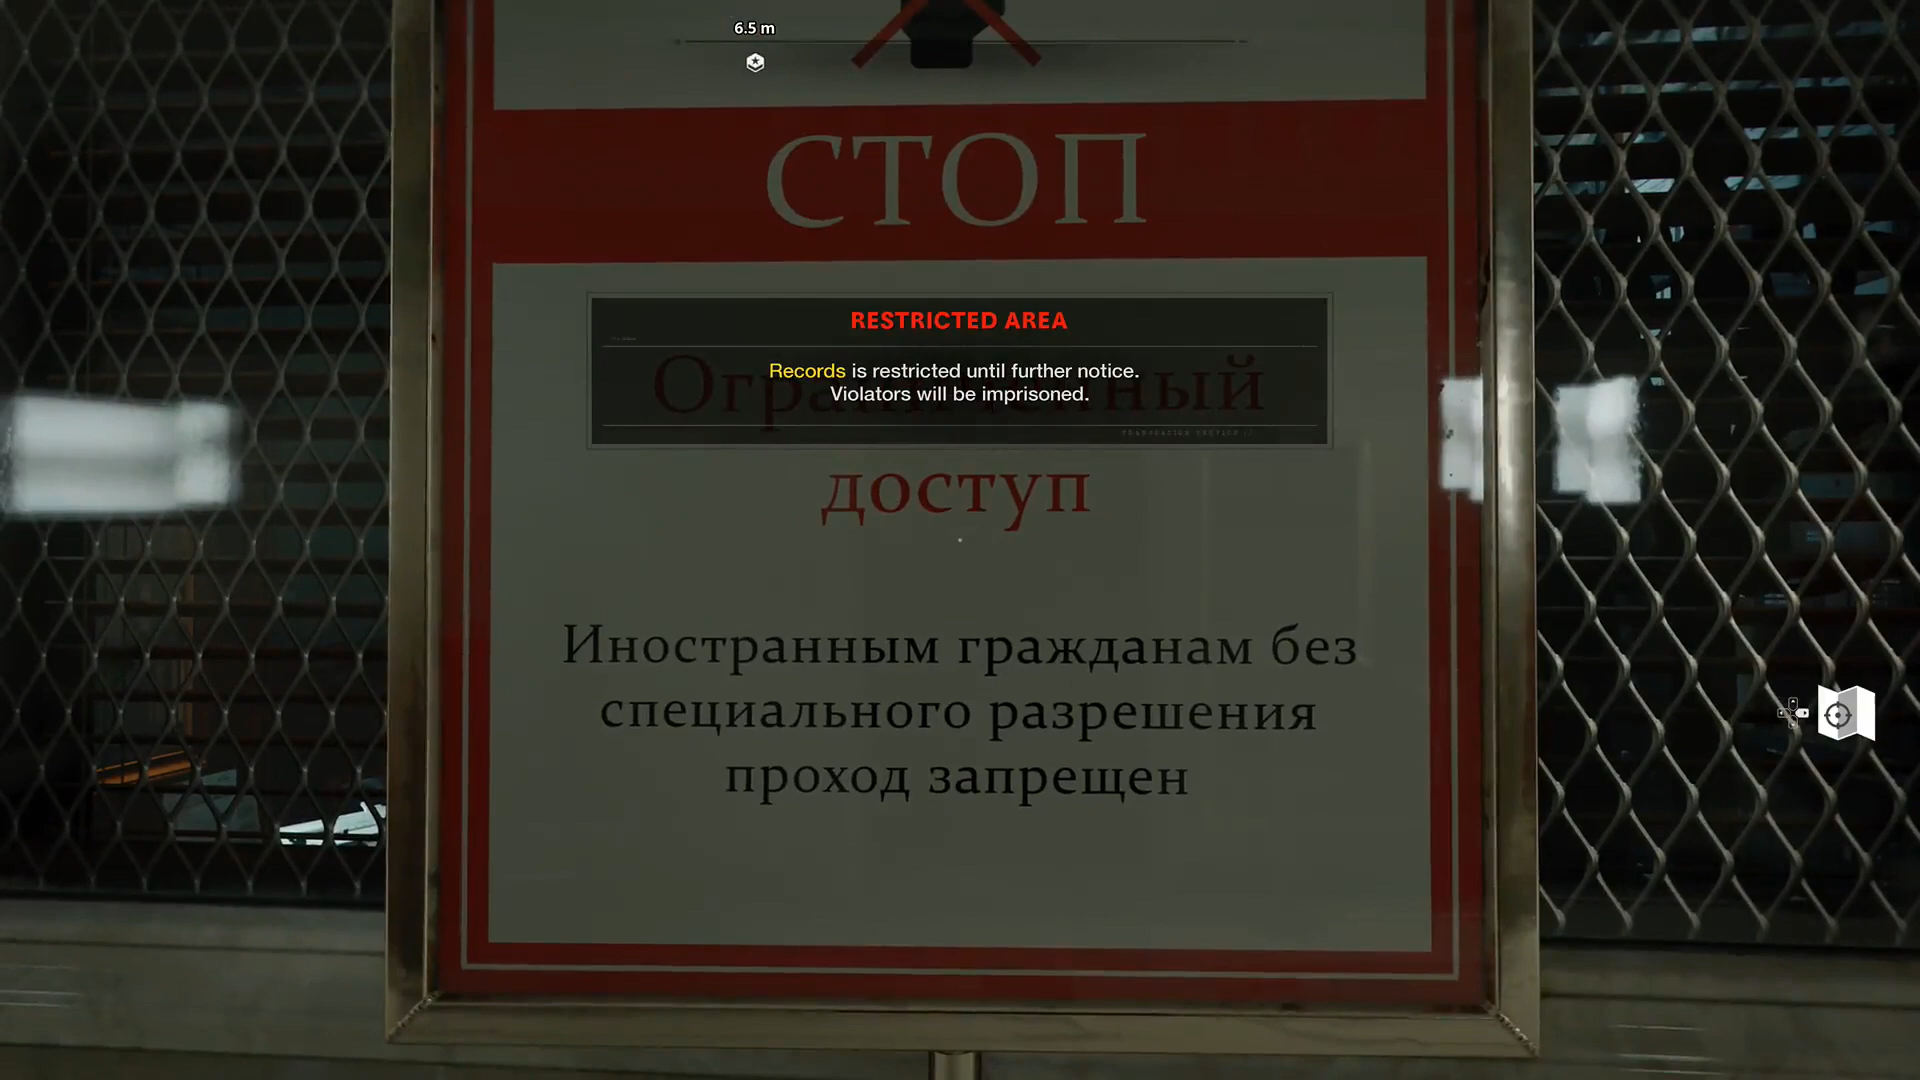 6.5 m
СТОП
RESTRICTED AREA
Records is restricted until further notice.
Violators will be imprisoned.
Ограниченный
доступ
Иностранным гражданам без
специального разрешения
проход запрещен